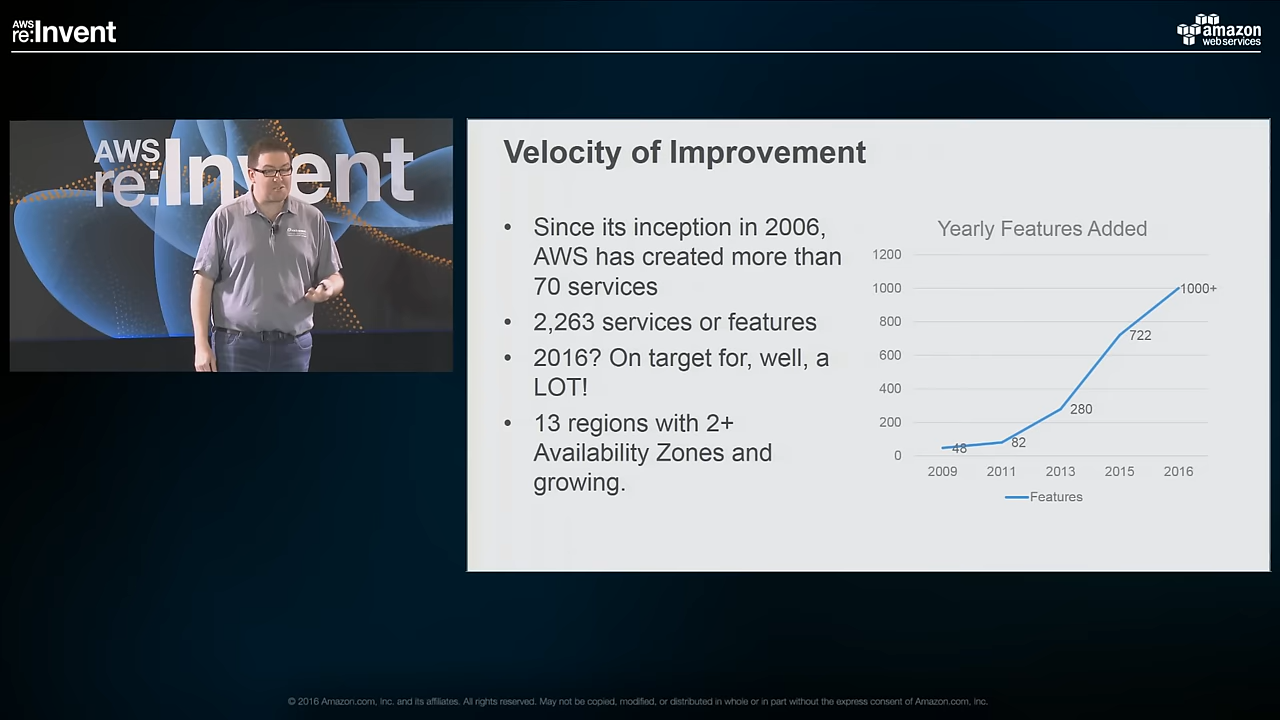 AWS
re:Invent
amazon
web services
AWS
re:Invent
Velocity of Improvement
• Since its inception in 2006,
AWS has created more than
70 services
• 2,263 services or features
• 2016? On target for, well, a
LOT!
• 13 regions with 2+
Availability Zones and
growing.
Yearly Features Added
1200
1000
800
600
400
200
0
48
82
280
722
1000+
2009 2011 2013 2015 2016
Features
© 2016 Amazon.com, Inc. and its affiliates. All rights reserved. May not be copied, modified, or distributed in whole or in part without the express consent of Amazon.com, Inc.